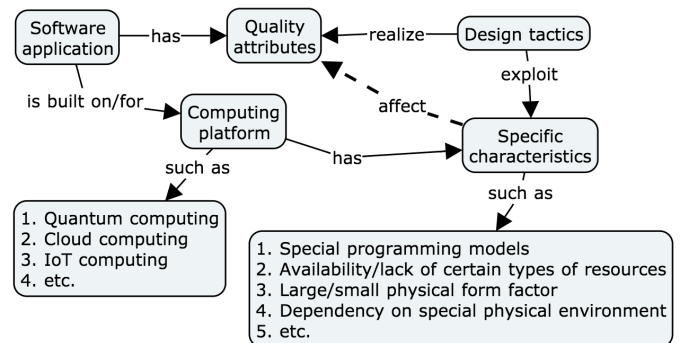 Software
application
has
Quality
attributes
realize
Design tactics
exploit
is built on/for
Computing
platform
affect
has
Specific
characteristics
such as
1. Quantum computing
2. Cloud computing
3. IoT computing
4. etc.
such as
1. Special programming models
2. Availability/lack of certain types of resources
3. Large/small physical form factor
4. Dependency on special physical environment
5. etc.